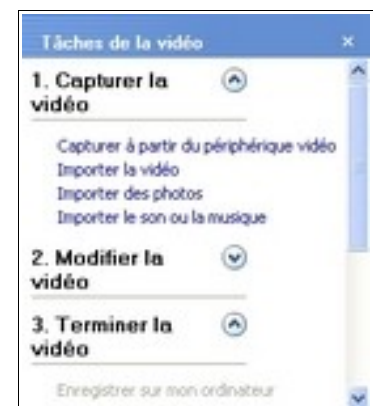 Tâches de la vidéo
1. Capturer la
vidéo
Capturer à partir du périphérique vidéo
Importer la vidéo
Importer des photos
Importer le son ou la musique
2. Modifier la
vidéo
3. Terminer la
vidéo
Enregistrer sur mon ordinateur